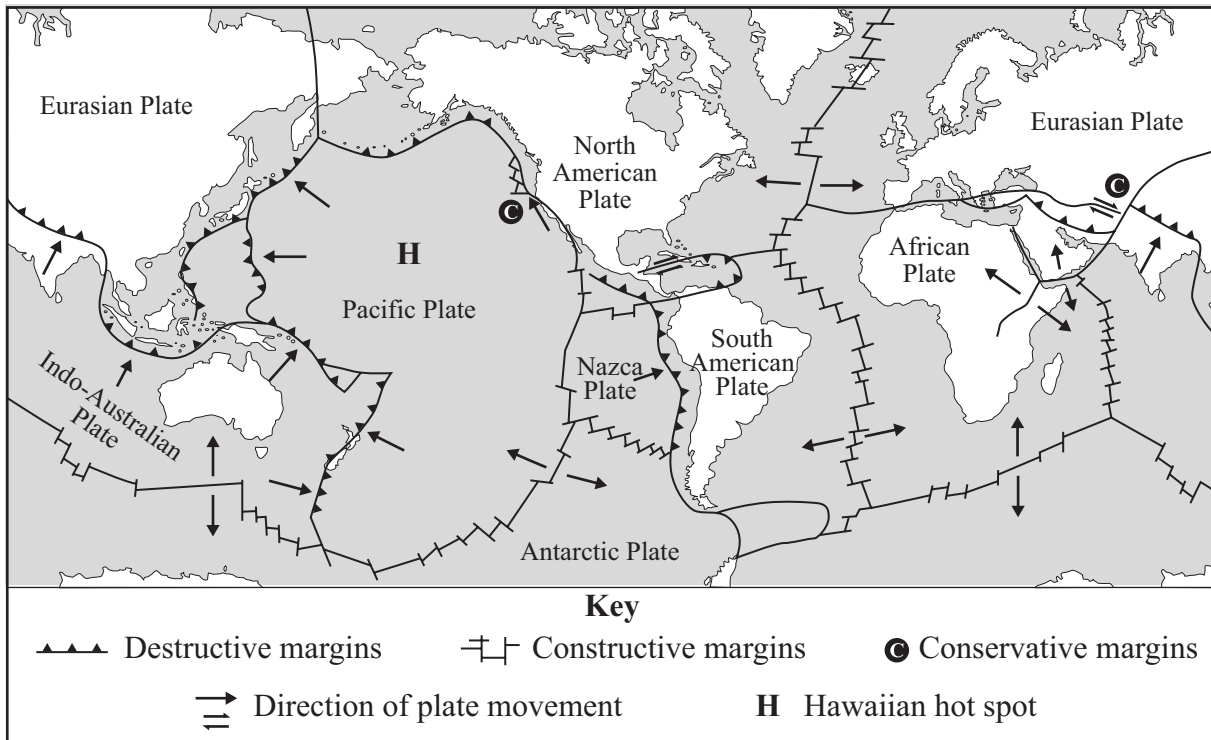 Eurasian Plate
North
American
Plate
Eurasian Plate
C
C
H
African
Plate
Pacific Plate
South
American
Plate
Nazca
Plate
Indo-Australian
Plate
Antarctic Plate
Key
Destructive margins
Constructive margins
C Conservative margins
Direction of plate movement
H Hawaiian hot spot